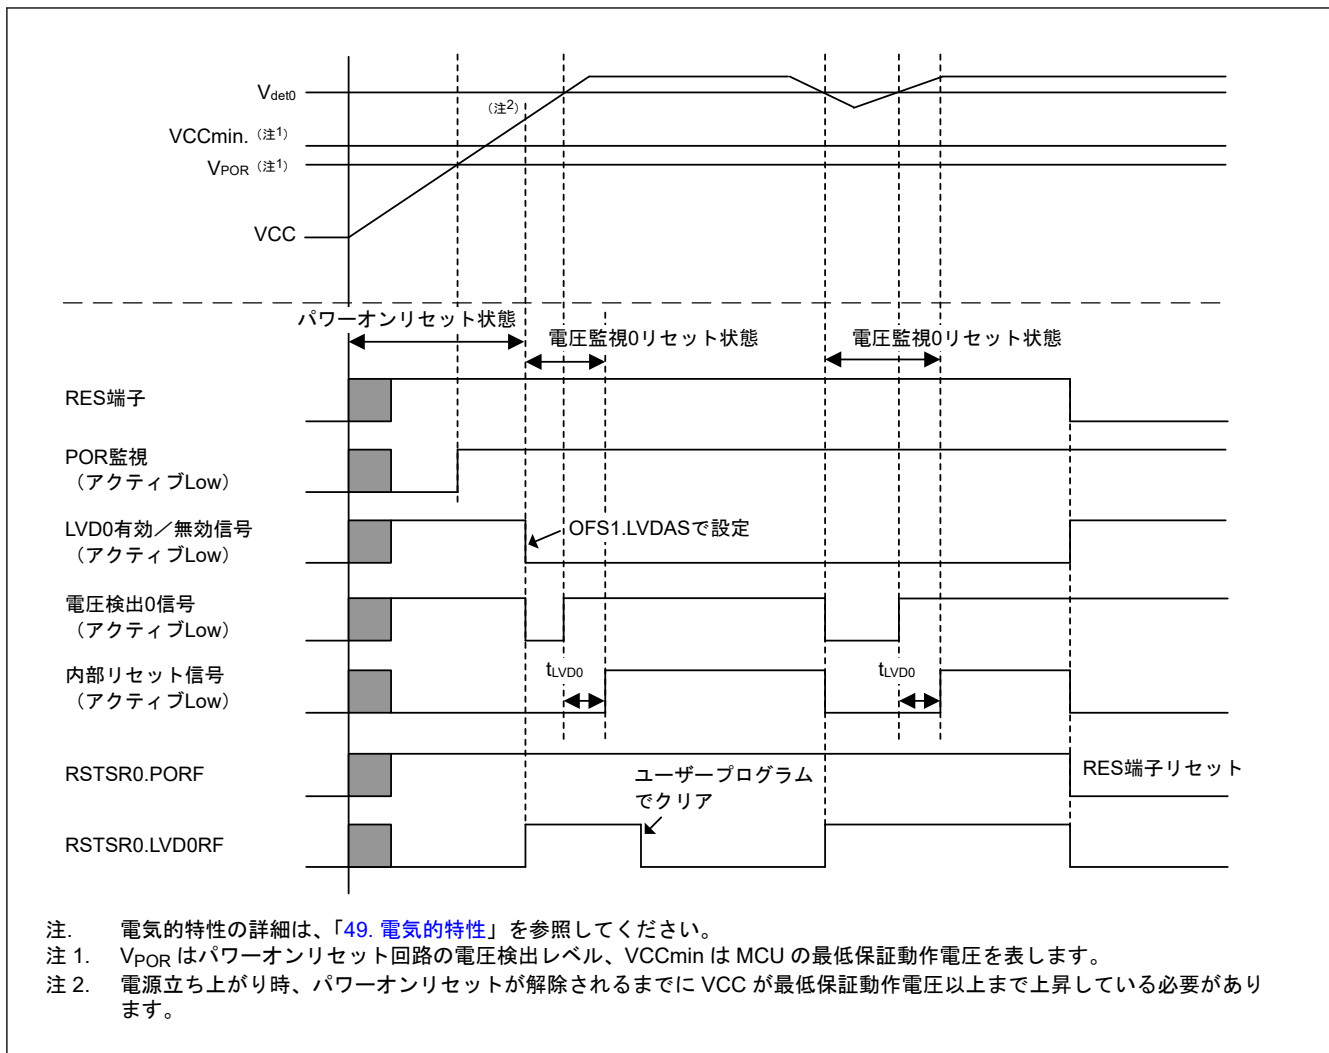 Vdet0
（注2）
VCCmin.（注1）
VPOR（注1）
VCC
パワーオンリセット状態
電圧監視0リセット状態
電圧監視0リセット状態
RES端子
POR監視
（アクティブLow）
LVD0有効／無効信号
（アクティブLow）
OFS1.LVDASで設定
電圧検出0信号
（アクティブLow）
内部リセット信号
（アクティブLow）
tLVD0
tLVD0
RSTSR0.PORF
ユーザープログラム
でクリア
RES端子リセット
RSTSR0.LVD0RF
注. 電気的特性の詳細は、「49. 電気的特性」を参照してください。
注 1. VPOR はパワーオンリセット回路の電圧検出レベル、VCCmin は MCU の最低保証動作電圧を表します。
注 2. 電源立ち上がり時、パワーオンリセットが解除されるまでに VCC が最低保証動作電圧以上まで上昇している必要があり
ます。